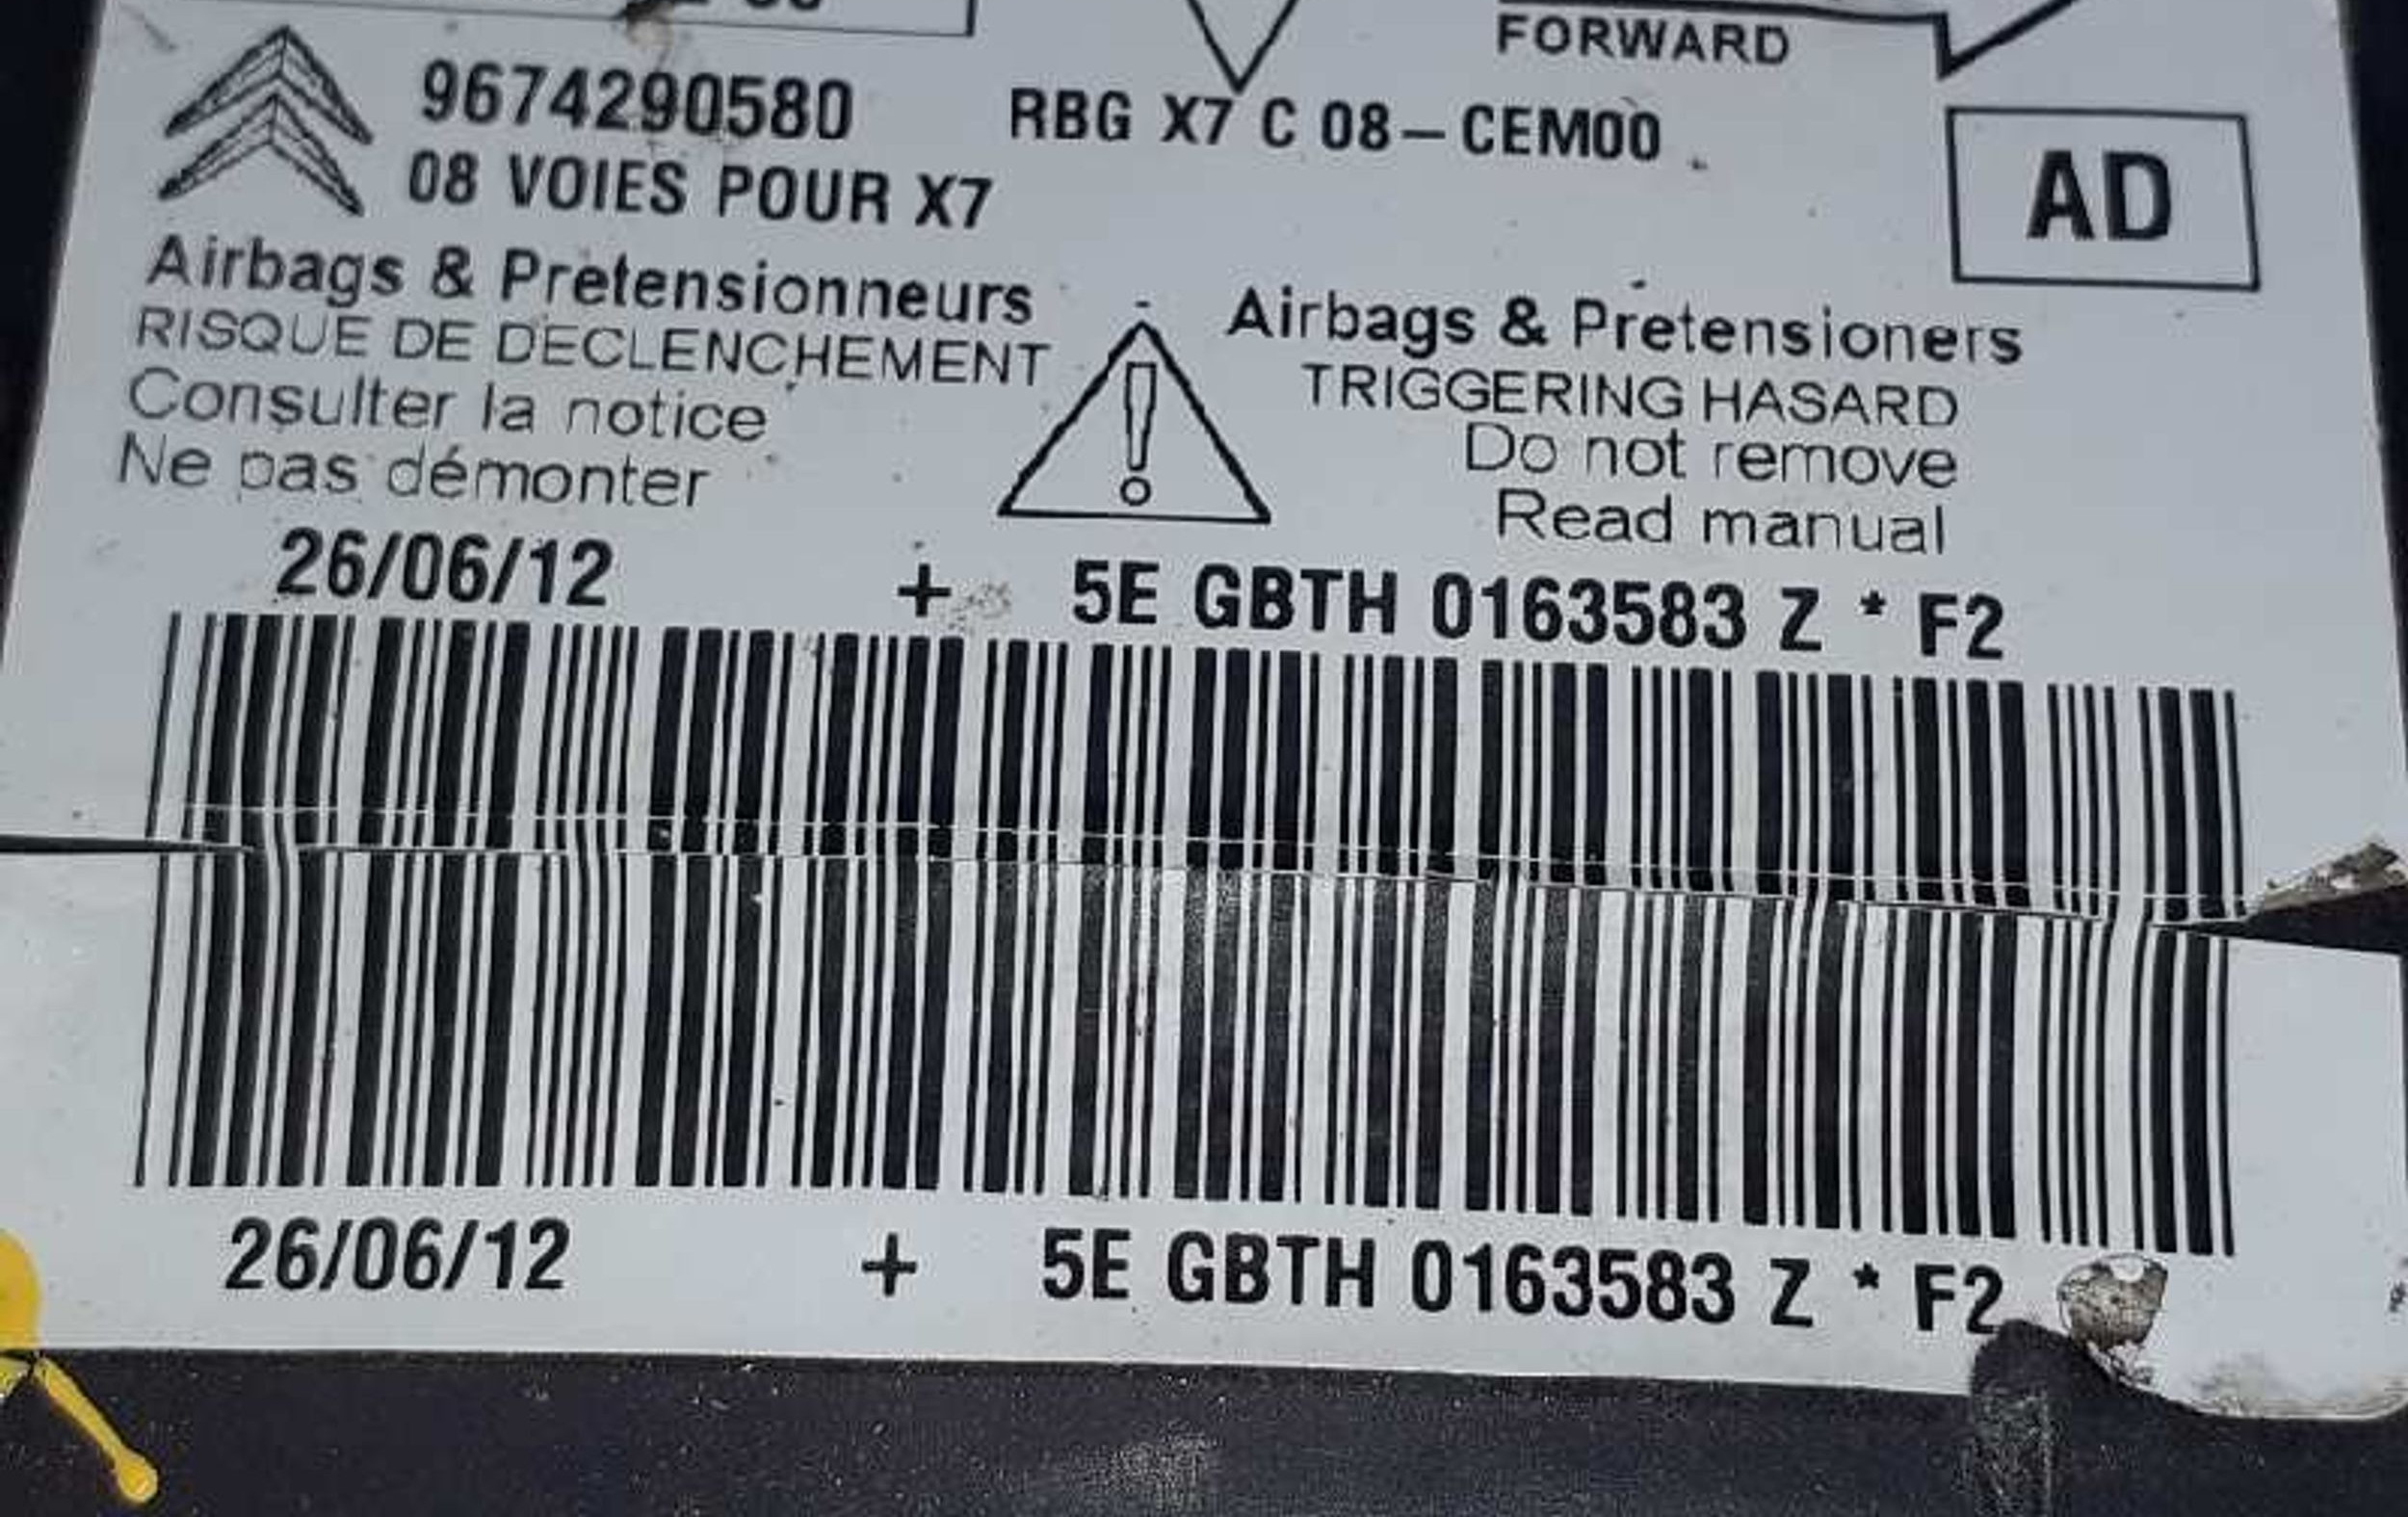 FORWARD
9674290580
RBG X7 C 08-CEM00
08 VOIES POUR X7
AD
Airbags & Pretensionneurs
RISQUE DE DECLENCHEMENT
Consulter la notice
Ne pas démonter
Airbags & Pretensioners
TRIGGERING HASARD
Do not remove
Read manual
26/06/12 + 5E GBTH 0163583 Z * F2
26/06/12 + 5E GBTH 0163583 Z * F2